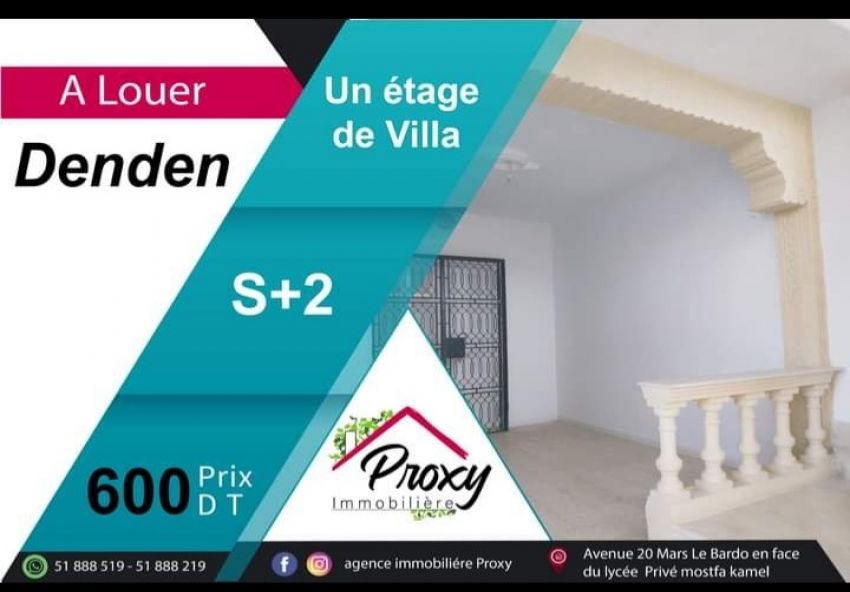 A Louer
Denden
Un étage
de Villa
S+2
600 Prix
D T
Proxy
Immobilière
51 888 519 - 51 888 219
agence immobiliére Proxy
Avenue 20 Mars Le Bardo en face
du lycée Privé mostfa kamel